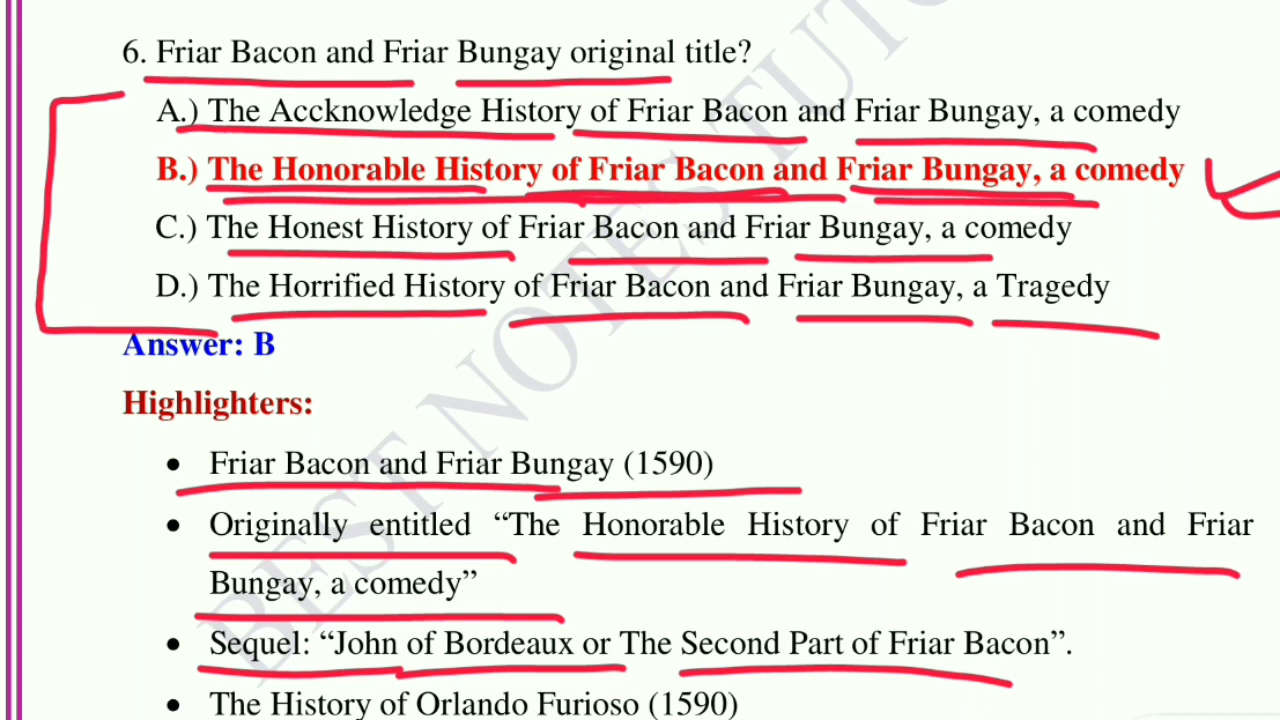 6. Friar Bacon and Friar Bungay original title?
A.) The Accknowledge History of Friar Bacon and Friar Bungay, a comedy
B.) The Honorable History of Friar Bacon and Friar Bungay, a comedy
C.) The Honest History of Friar Bacon and Friar Bungay, a comedy
D.) The Horrified History of Friar Bacon and Friar Bungay, a Tragedy
Answer: B
Highlighters:
• Friar Bacon and Friar Bungay (1590)
• Originally entitled “The Honorable History of Friar Bacon and Friar
Bungay, a comedy”
• Sequel: “John of Bordeaux or The Second Part of Friar Bacon”.
• The History of Orlando Furioso (1590)
BEST NOTES TUTO